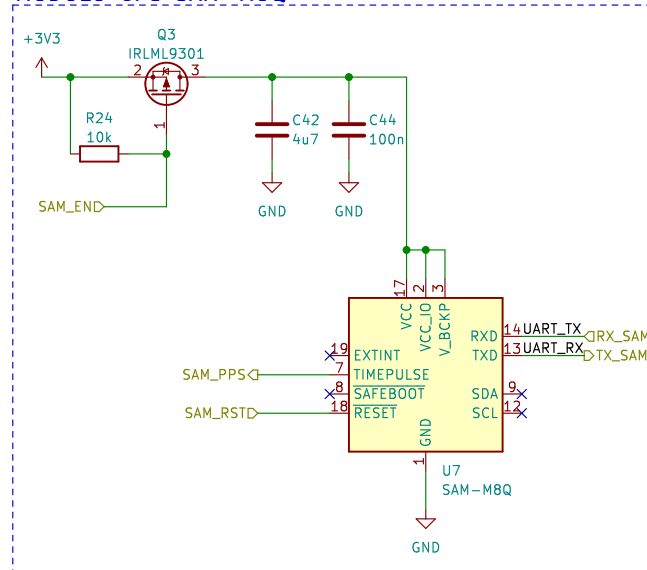 +3V3
Q3
IRLML9301
2
3
1
R24
10k
SAM_EN
C42
4u7
C44
100n
GND
GND
17
2
3
VCC
VCC_IO
V_BCKP
19
EXTINT
7
TIMEPULSE
8
SAFEBOOT
18
RESET
SAM_PPS
SAM_RST
RXD
14
UART_TX
RX_SAM
TXD
13
UART_RX
TX_SAM
SDA
9
SCL
12
GND
1
U7
SAM-M8Q
GND